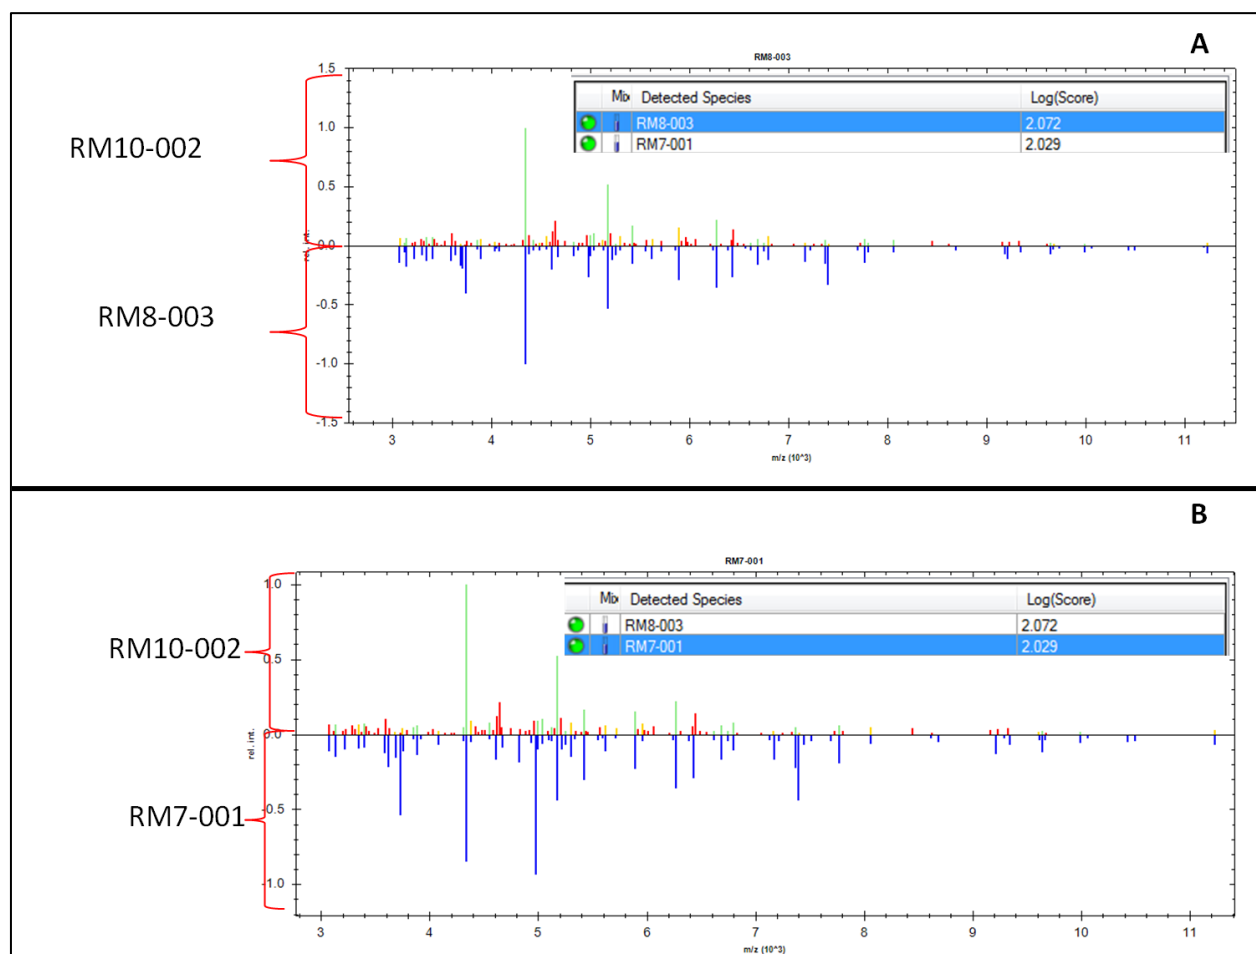 A
RM8-003
1.5
Mix Detected Species Log(Score)
RM8-003 2.072
RM7-001 2.029
RM10-002
1.0
0.5
0.0
rel. int.
RM8-003
-0.5
-1.0
-1.5
3 4 5 6 7 8 9 10 11
m/z (10^3)
B
RM7-001
1.0
Mix Detected Species Log(Score)
RM8-003 2.072
RM7-001 2.029
RM10-002
0.5
0.0
rel. int.
RM7-001
-0.5
-1.0
3 4 5 6 7 8 9 10 11
m/z (10^3)